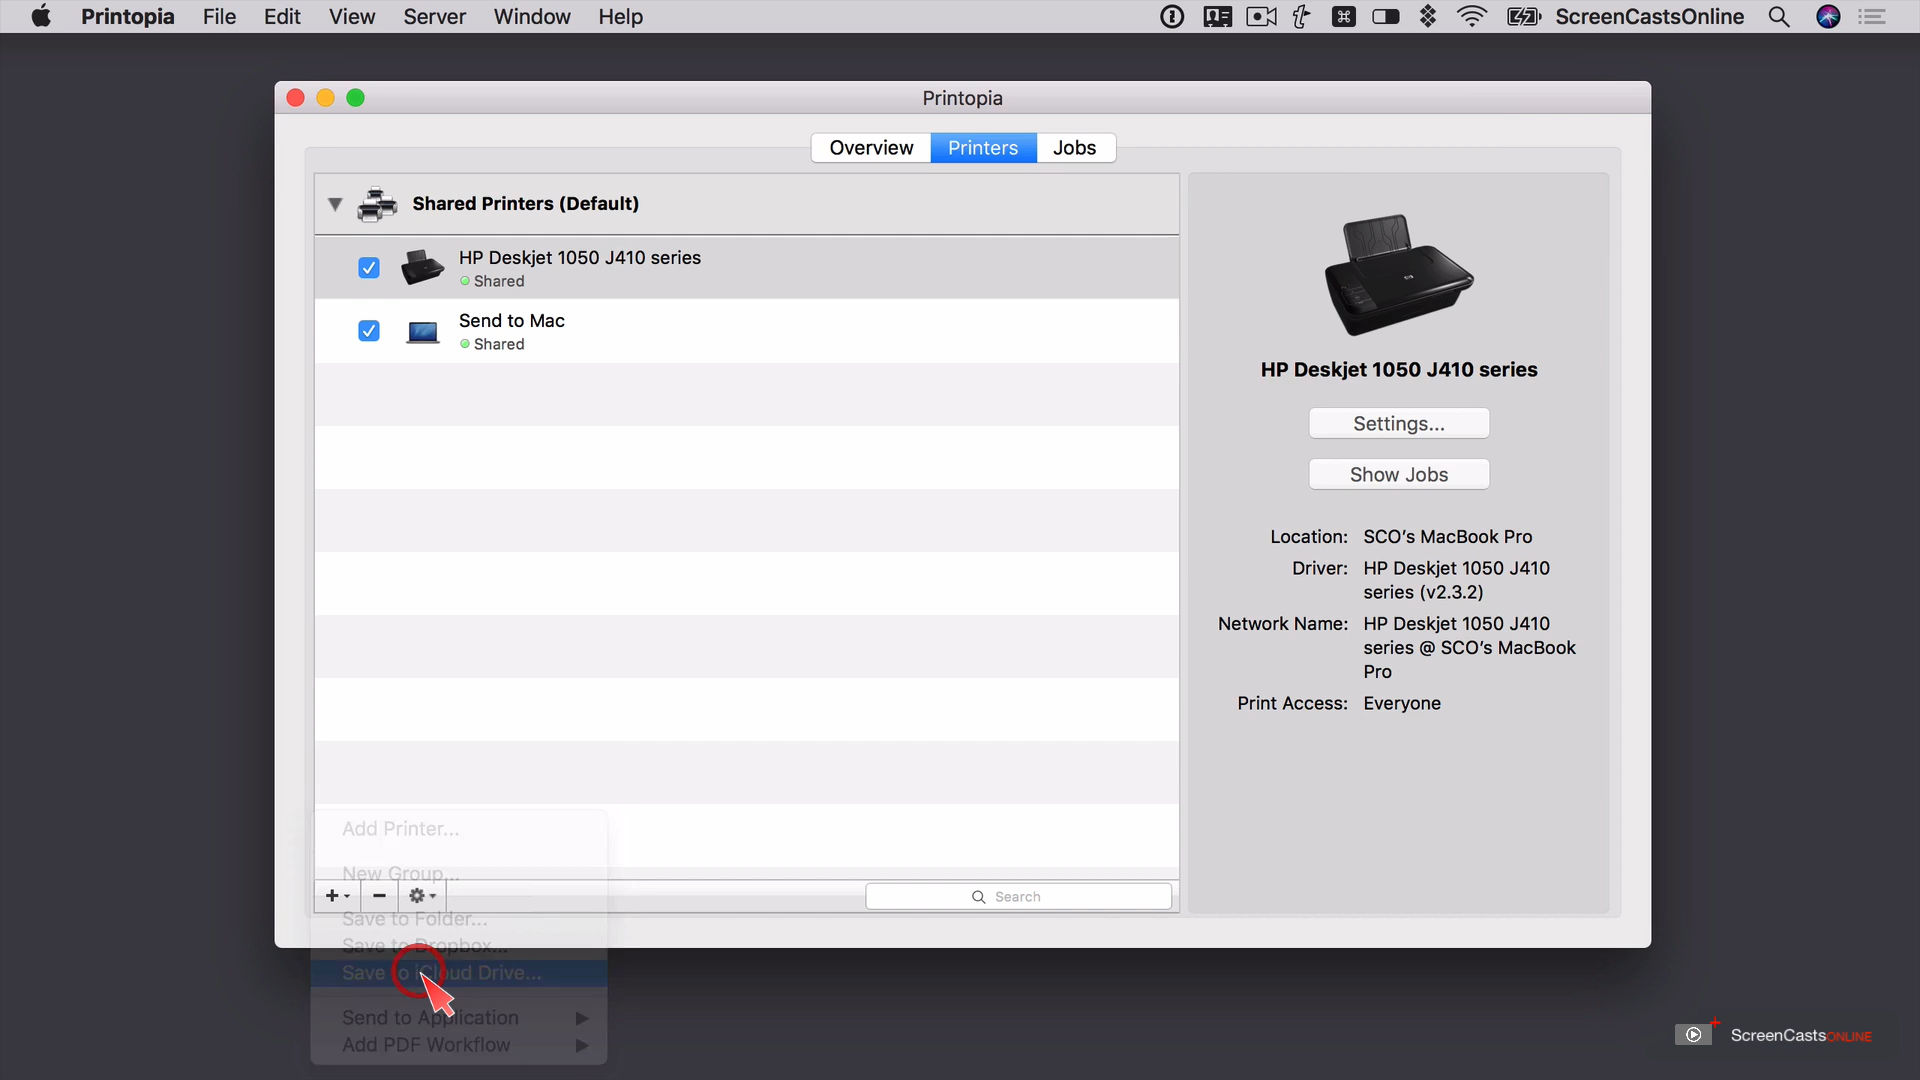 Printopia File Edit View Server Window Help ScreenCastsOnline
Printopia
Overview Printers Jobs
Shared Printers (Default)
HP Deskjet 1050 J410 series
Shared
Send to Mac
Shared
HP Deskjet 1050 J410 series
Settings...
Show Jobs
Location: SCO's MacBook Pro
Driver: HP Deskjet 1050 J410
series (v2.3.2)
Network Name: HP Deskjet 1050 J410
series @ SCO's MacBook
Pro
Print Access: Everyone
Add Printer...
New Group...
Search
Save to Folder...
Save to Dropbox...
Save to iCloud Drive...
Send to Application
Add PDF Workflow
ScreenCastsONLINE